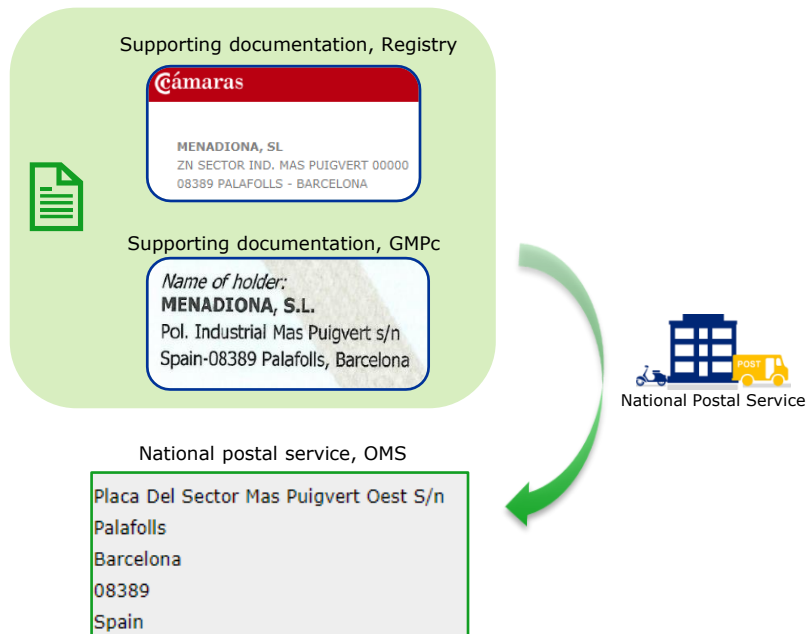 Supporting documentation, Registry
Cámaras
MENADIONA, SL
ZN SECTOR IND. MAS PUIGVERT 00000
08389 PALAFOLLS - BARCELONA
Supporting documentation, GMPc
Name of holder:
MENADIONA, S.L.
Pol. Industrial Mas Puigvert s/n
Spain-08389 Palafolls, Barcelona
POST
National Postal Service
National postal service, OMS
Placa Del Sector Mas Puigvert Oest S/n
Palafolls
Barcelona
08389
Spain